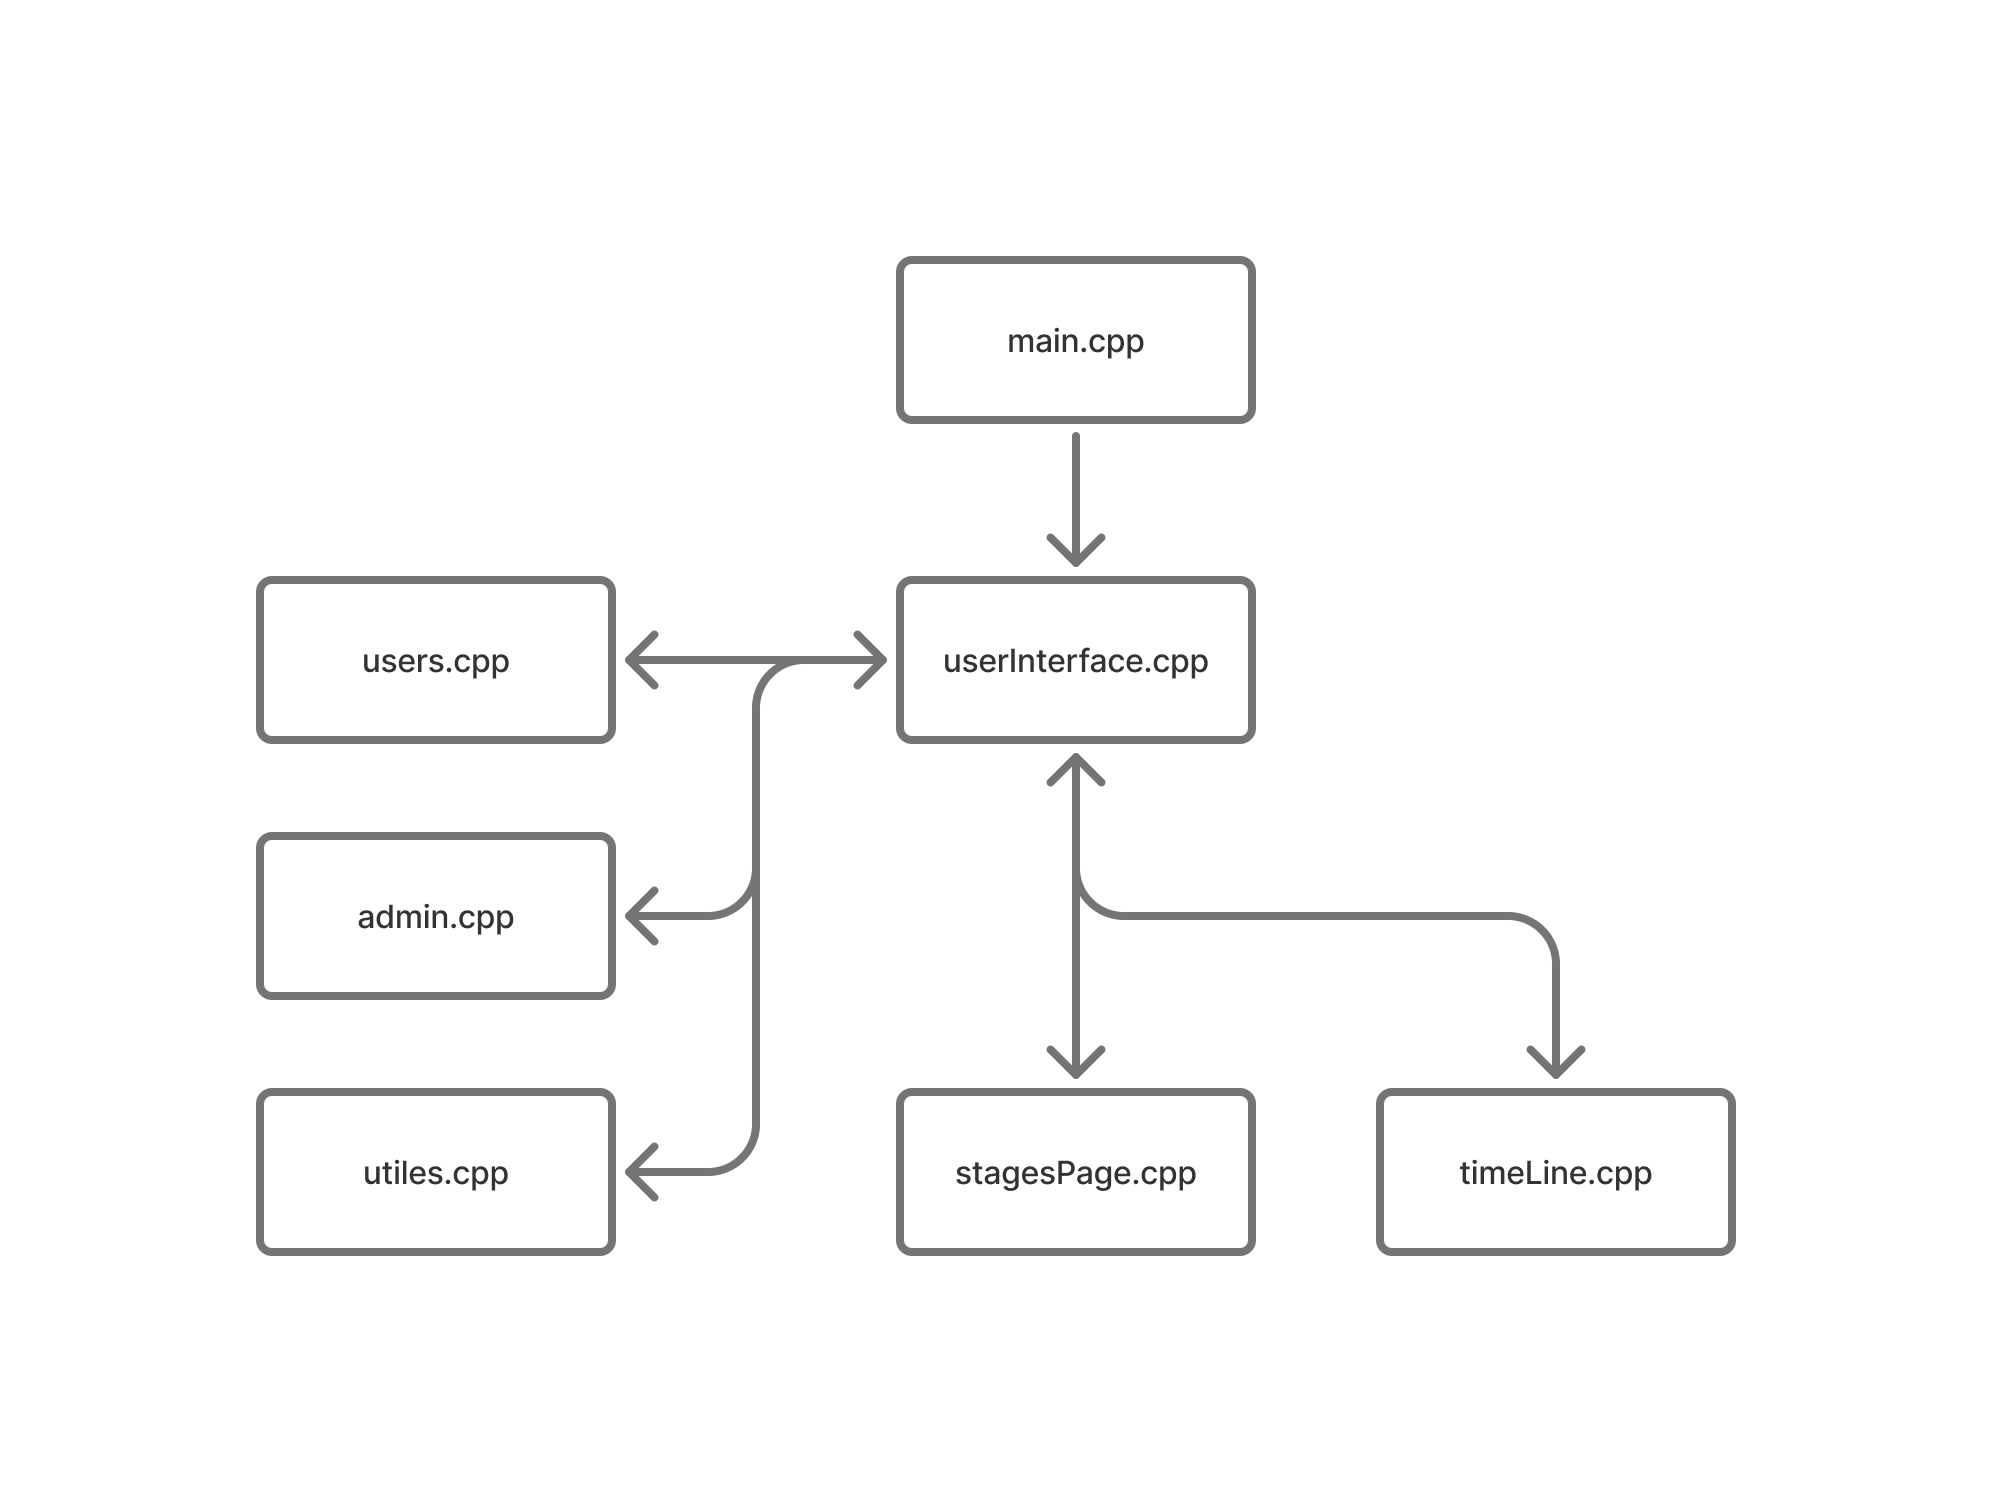 main.cpp
users.cpp
userInterface.cpp
admin.cpp
utiles.cpp
stagesPage.cpp
timeLine.cpp